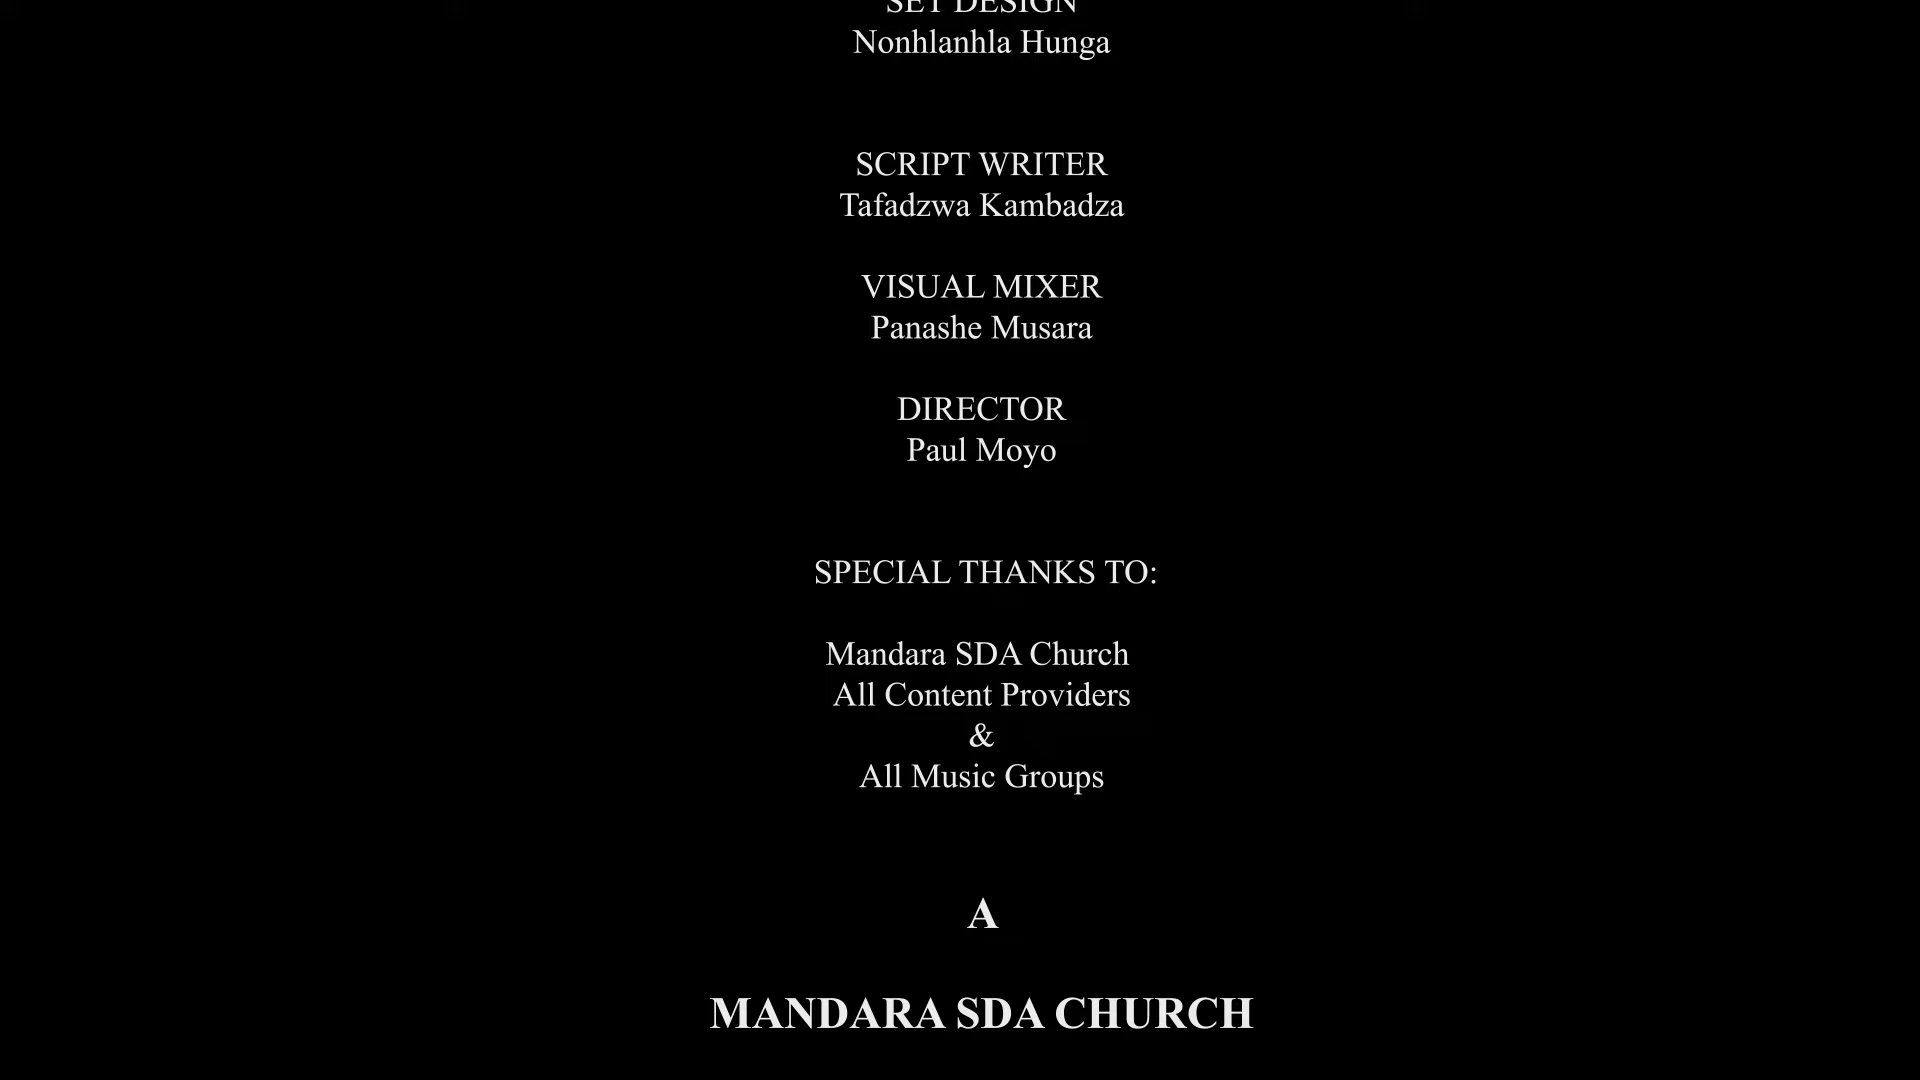 SET DESIGN
Nonhlanhla Hunga
SCRIPT WRITER
Tafadzwa Kambadza
VISUAL MIXER
Panashe Musara
DIRECTOR
Paul Moyo
SPECIAL THANKS TO:
Mandara SDA Church
All Content Providers
&
All Music Groups
A
MANDARA SDA CHURCH